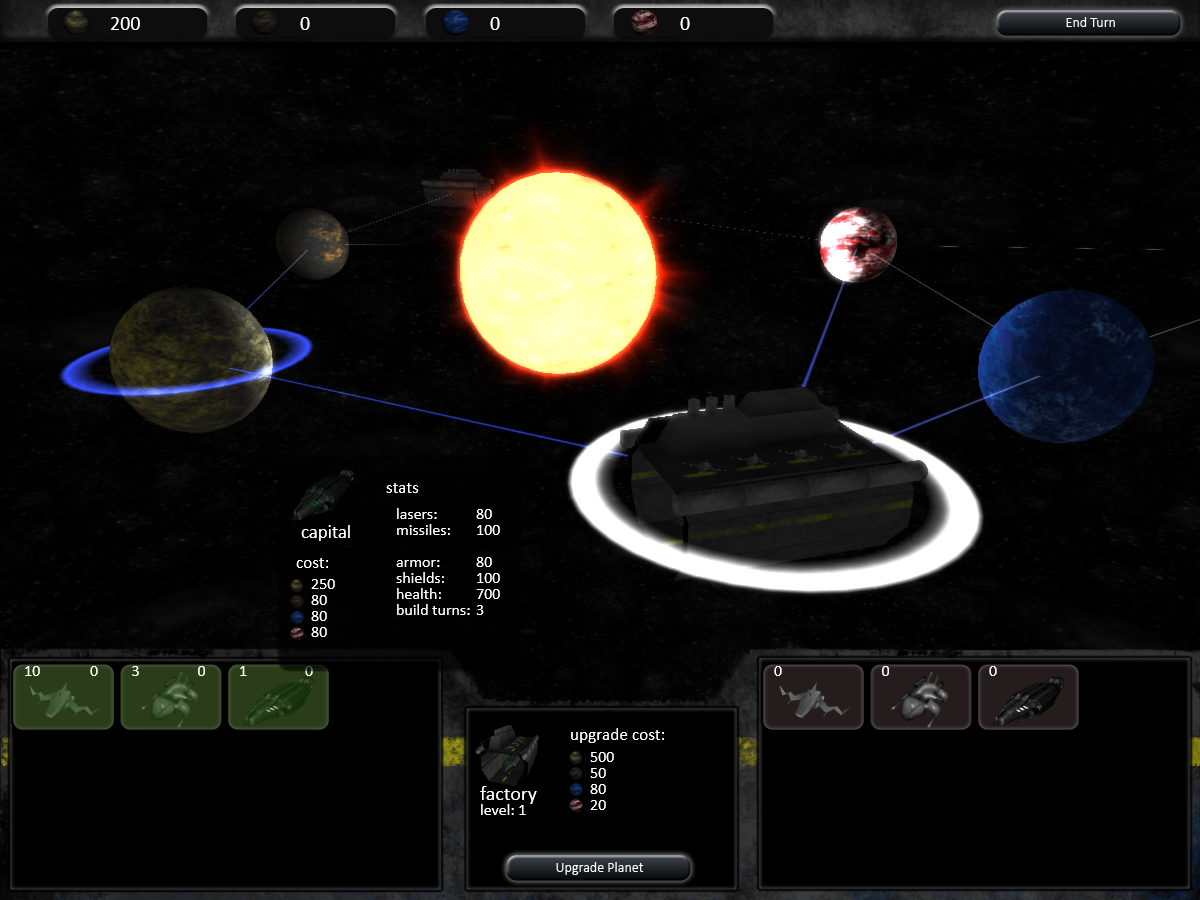 200 0 0 0 End Turn
stats
lasers: 80
missiles: 100
capital
cost:
armor: 80
shields: 100
250
health: 700
80
build turns: 3
80
80
10 0 3 0 1 0
0 0 0
upgrade cost:
500
50
80
factory
20
level: 1
Upgrade Planet